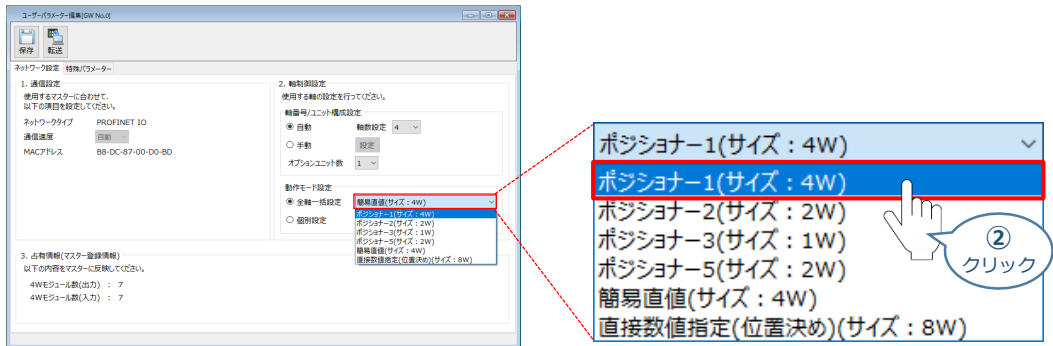 ユーザーパラメーター編集[GW No.0]
保存 転送
ネットワーク設定 特殊パラメーター
1. 通信設定
使用するマスターに合わせて、
以下の項目を設定してください。
ネットワークタイプ PROFINET IO
通信速度 自動
MACアドレス B8-DC-87-00-D0-BD
2. 軸制御設定
使用する軸の設定を行ってください。
軸番号/ユニット構成設定
自動 軸数設定 4
手動 設定
オプションユニット数 1
動作モード設定
全軸一括設定 簡易直値(サイズ：4W)
個別設定
ポジショナー1(サイズ：4W)
ポジショナー2(サイズ：2W)
ポジショナー3(サイズ：1W)
ポジショナー5(サイズ：2W)
簡易直値(サイズ：4W)
直接数値指定(位置決め)(サイズ：8W)
3. 占有情報(マスター登録情報)
以下の内容をマスターに反映してください。
4Wモジュール数(出力) ： 7
4Wモジュール数(入力) ： 7
ポジショナー1(サイズ：4W)
ポジショナー1(サイズ：4W)
ポジショナー2(サイズ：2W)
ポジショナー3(サイズ：1W)
ポジショナー5(サイズ：2W)
簡易直値(サイズ：4W)
直接数値指定(位置決め)(サイズ：8W)
②
クリック